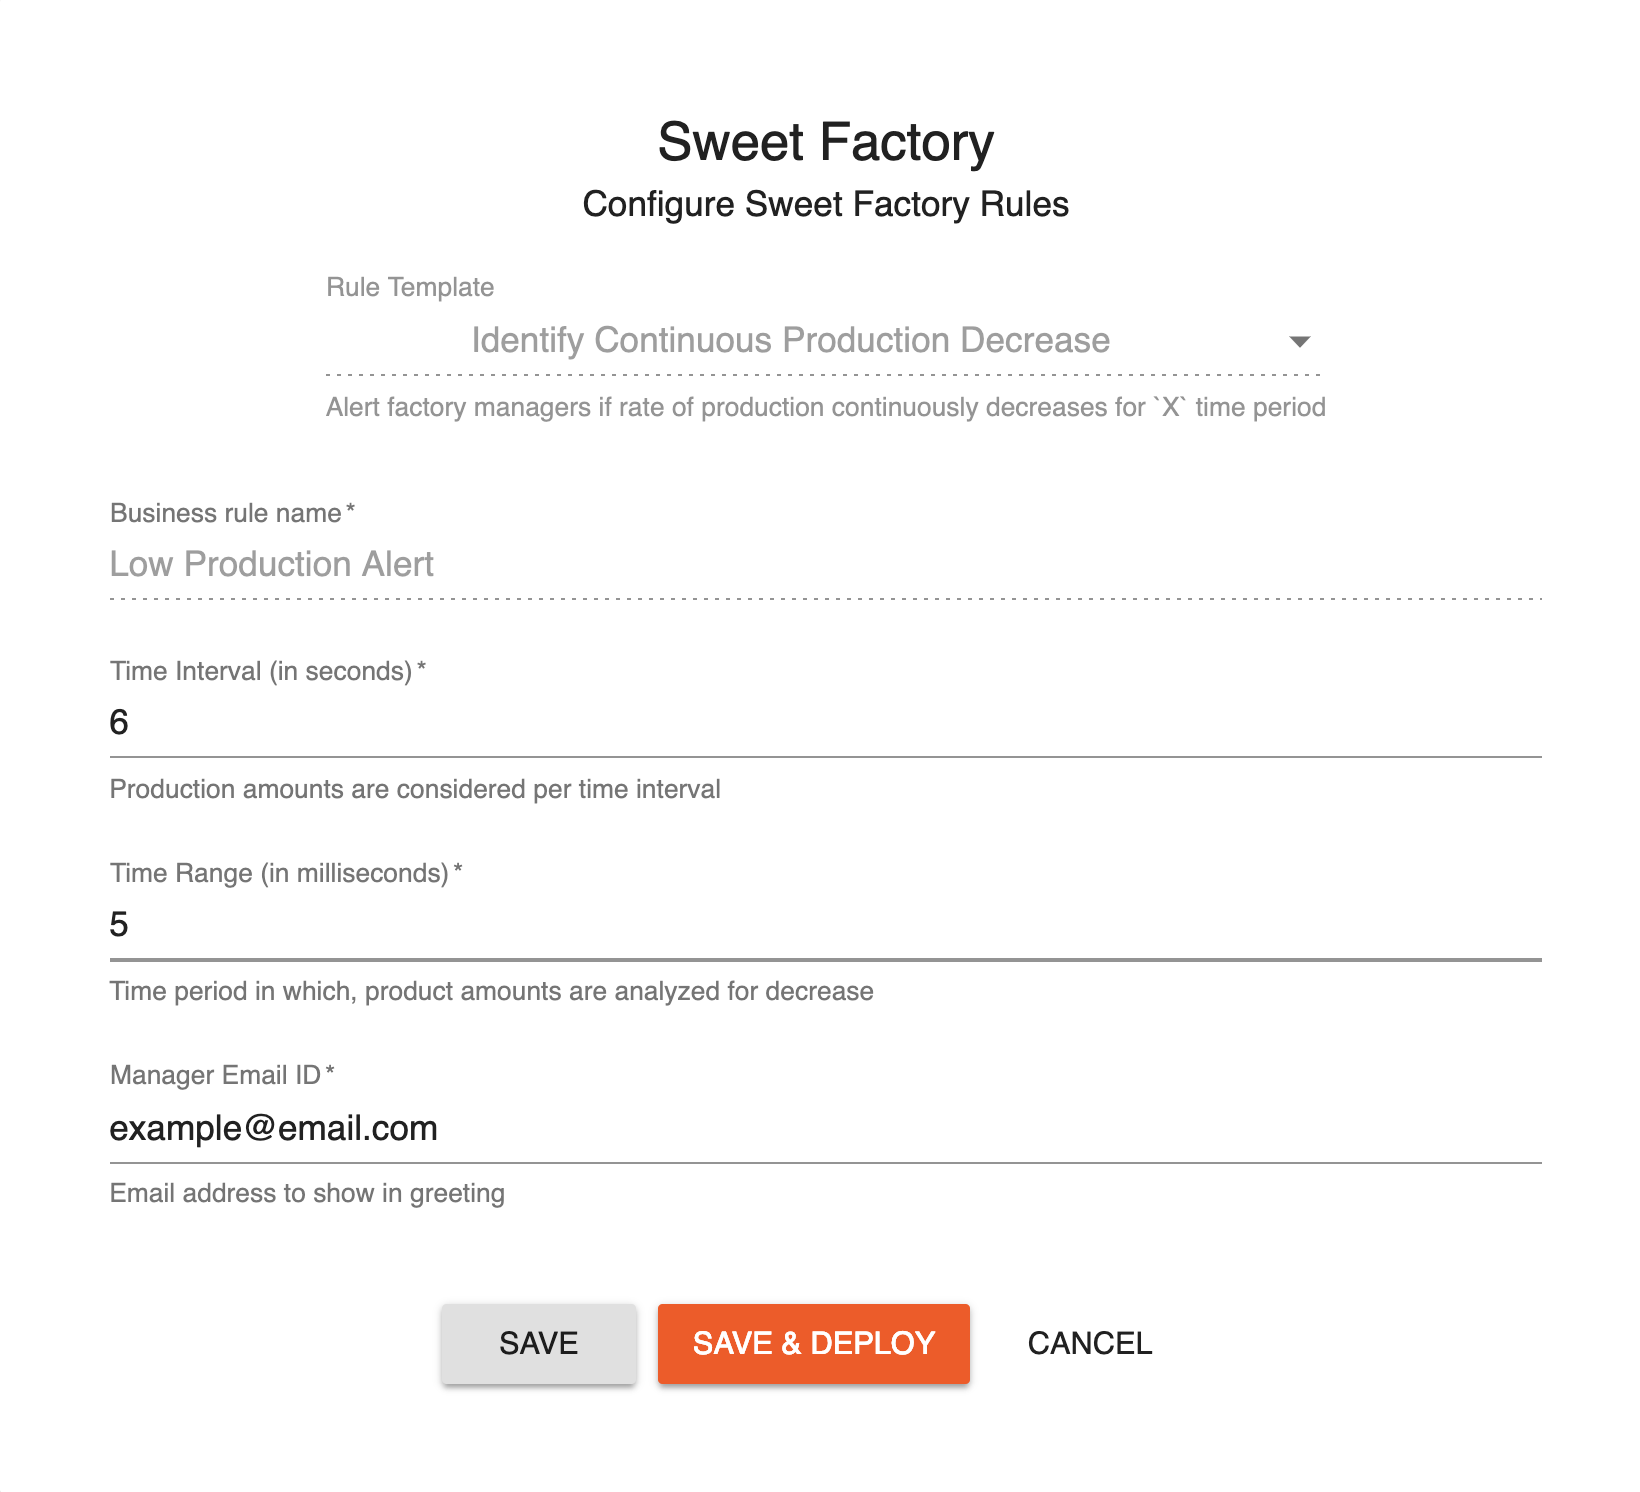 Sweet Factory
Configure Sweet Factory Rules
Rule Template
Identify Continuous Production Decrease
Alert factory managers if rate of production continuously decreases for `X` time period
Business rule name *
Low Production Alert
Time Interval (in seconds) *
6
Production amounts are considered per time interval
Time Range (in milliseconds) *
5
Time period in which, product amounts are analyzed for decrease
Manager Email ID *
example@email.com
Email address to show in greeting
SAVE SAVE & DEPLOY CANCEL